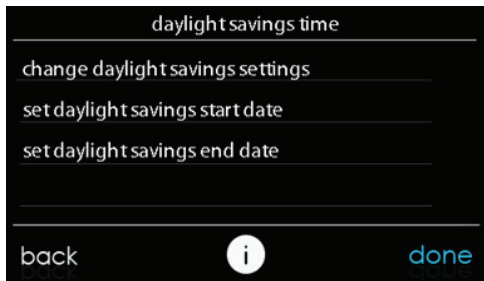 daylight savings time
change daylight savings settings
set daylight savings start date
set daylight savings end date
back i done